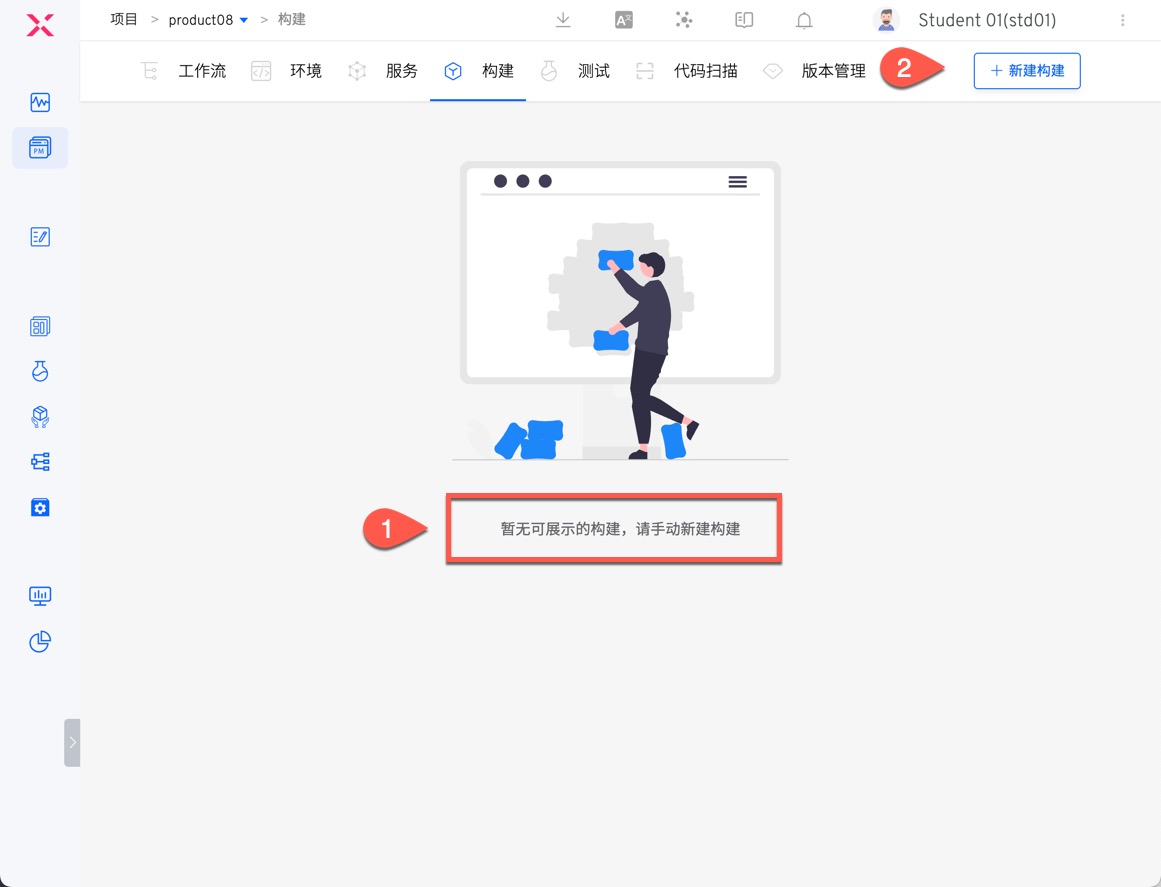 项目 > product08 > 构建
Student 01(std01)
工作流 环境 服务 构建 测试 代码扫描 版本管理
2
+ 新建构建
PM
1
暂无可展示的构建，请手动新建构建